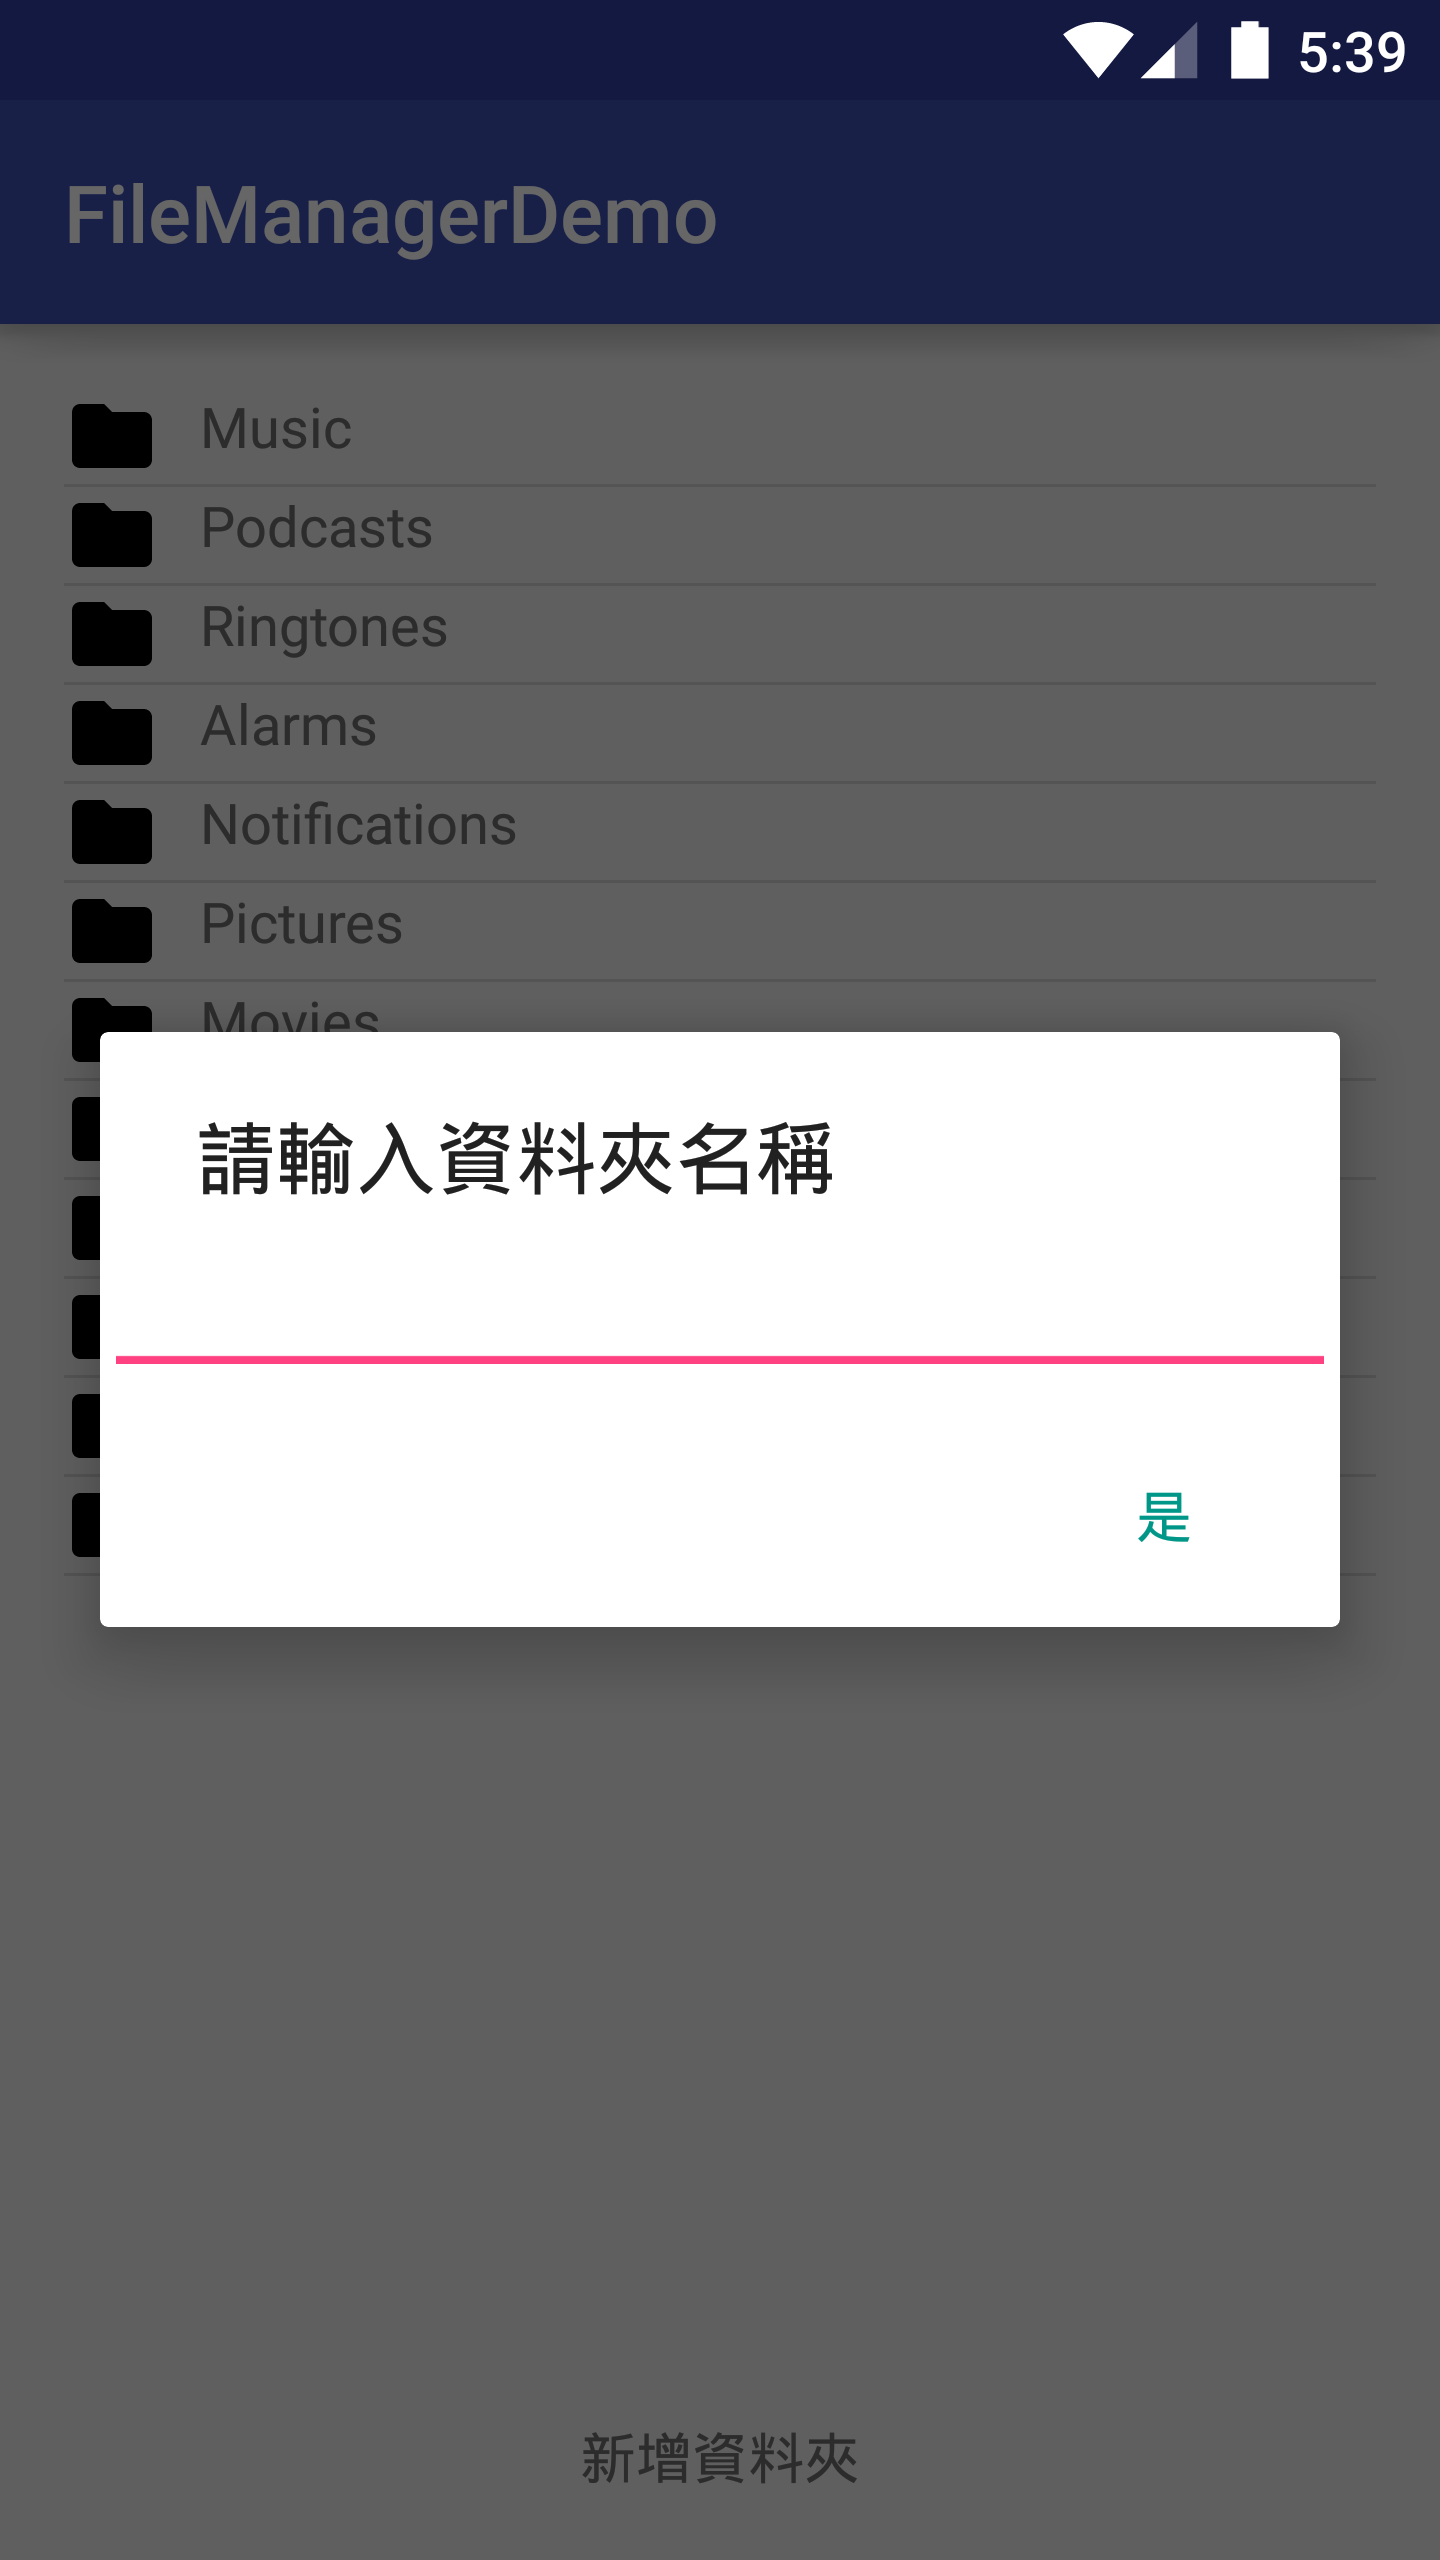 5:39
FileManagerDemo
Music
Podcasts
Ringtones
Alarms
Notifications
Pictures
Movies
請輸入資料夾名稱
是
新增資料夾